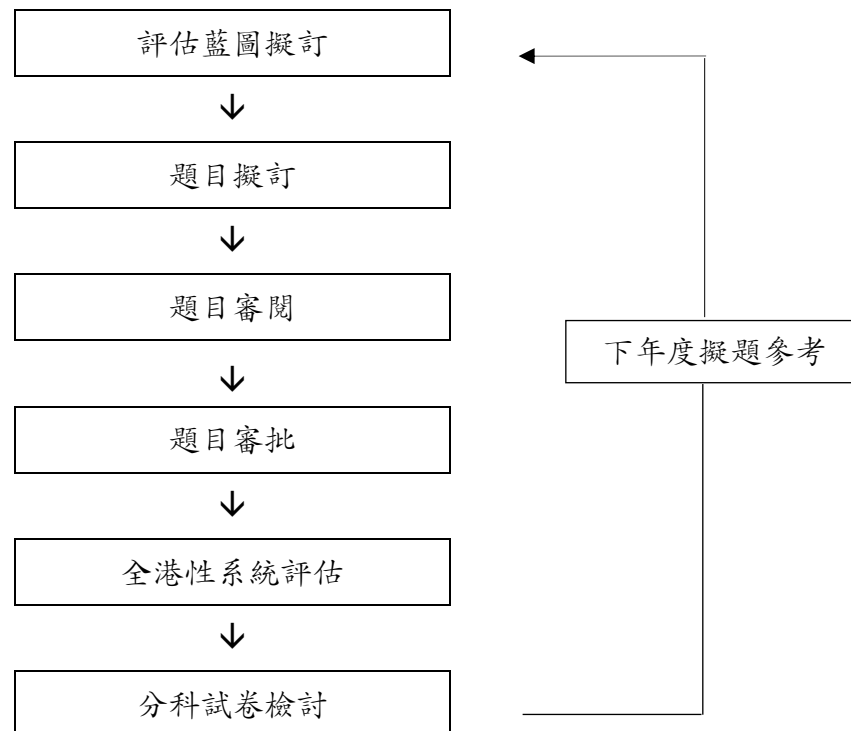 評估藍圖擬訂
題目擬訂
題目審閱
題目審批
全港性系統評估
分科試卷檢討
下年度擬題參考